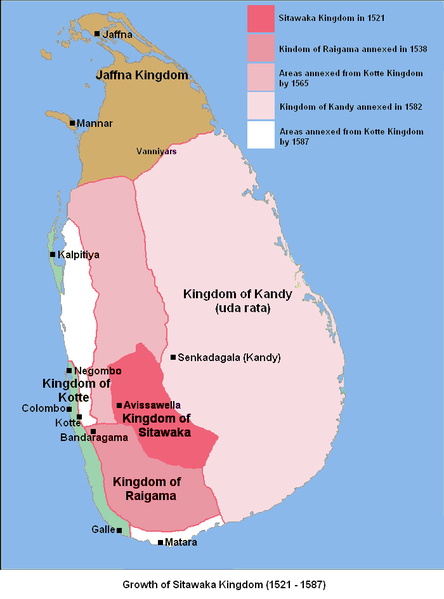 Sitawaka Kingdom in 1521
Kindom of Raigama annexed in 1538
Areas annexed from Kotte Kingdom
by 1565
Kingdom of Kandy annexed in 1582
Areas annexed from Kotte Kingdom
by 1587
Jaffna
Jaffna Kingdom
Mannar
Vanniyars
Kalpitiya
Kingdom of Kandy
(uda rata)
Senkadagala (Kandy)
Negombo
Kingdom of
Kotte
Colombo
Kotte
Avissawella
Kingdom of
Sitawaka
Bandaragama
Kingdom of
Raigama
Galle
Matara
Growth of Sitawaka Kingdom (1521 - 1587)